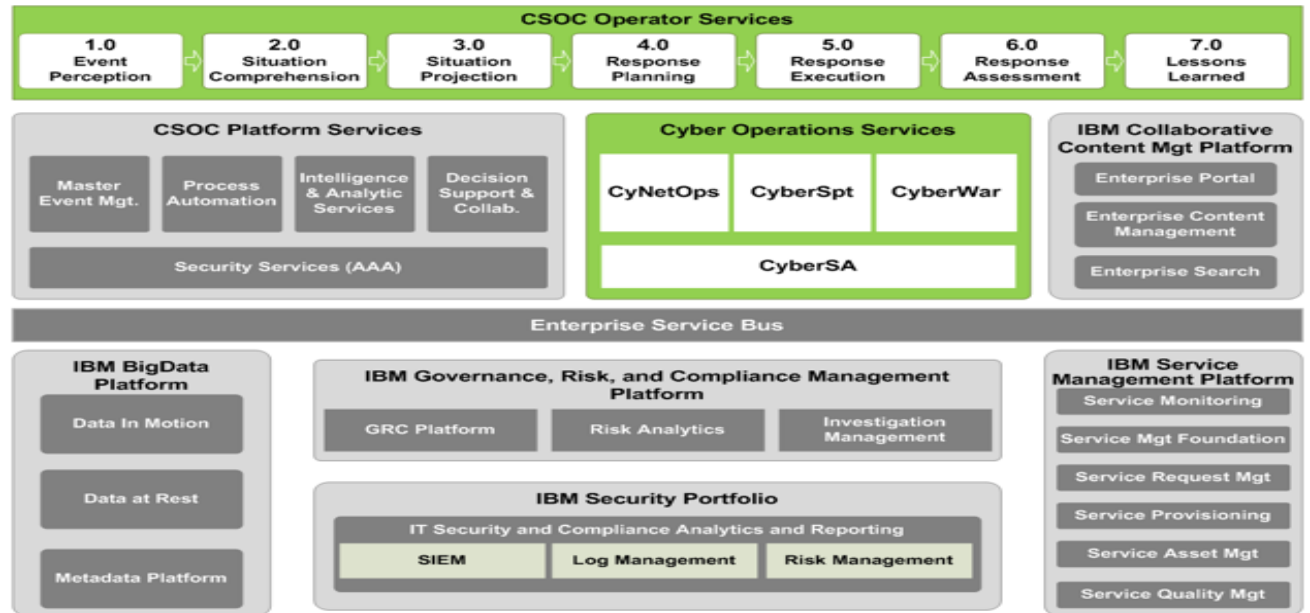 CSOC Operator Services
1.0
Event
Perception
2.0
Situation
Comprehension
3.0
Situation
Projection
4.0
Response
Planning
5.0
Response
Execution
6.0
Response
Assessment
7.0
Lessons
Learned
CSOC Platform Services
Master
Event Mgt.
Process
Automation
Intelligence
& Analytic
Services
Decision
Support &
Collab.
Security Services (AAA)
Cyber Operations Services
CyNetOps
CyberSpt
CyberWar
CyberSA
IBM Collaborative
Content Mgt Platform
Enterprise Portal
Enterprise Content
Management
Enterprise Search
Enterprise Service Bus
IBM BigData
Platform
Data In Motion
Data at Rest
Metadata Platform
IBM Governance, Risk, and Compliance Management
Platform
GRC Platform
Risk Analytics
Investigation
Management
IBM Security Portfolio
IT Security and Compliance Analytics and Reporting
SIEM
Log Management
Risk Management
IBM Service
Management Platform
Service Monitoring
Service Mgt Foundation
Service Request Mgt
Service Provisioning
Service Asset Mgt
Service Quality Mgt